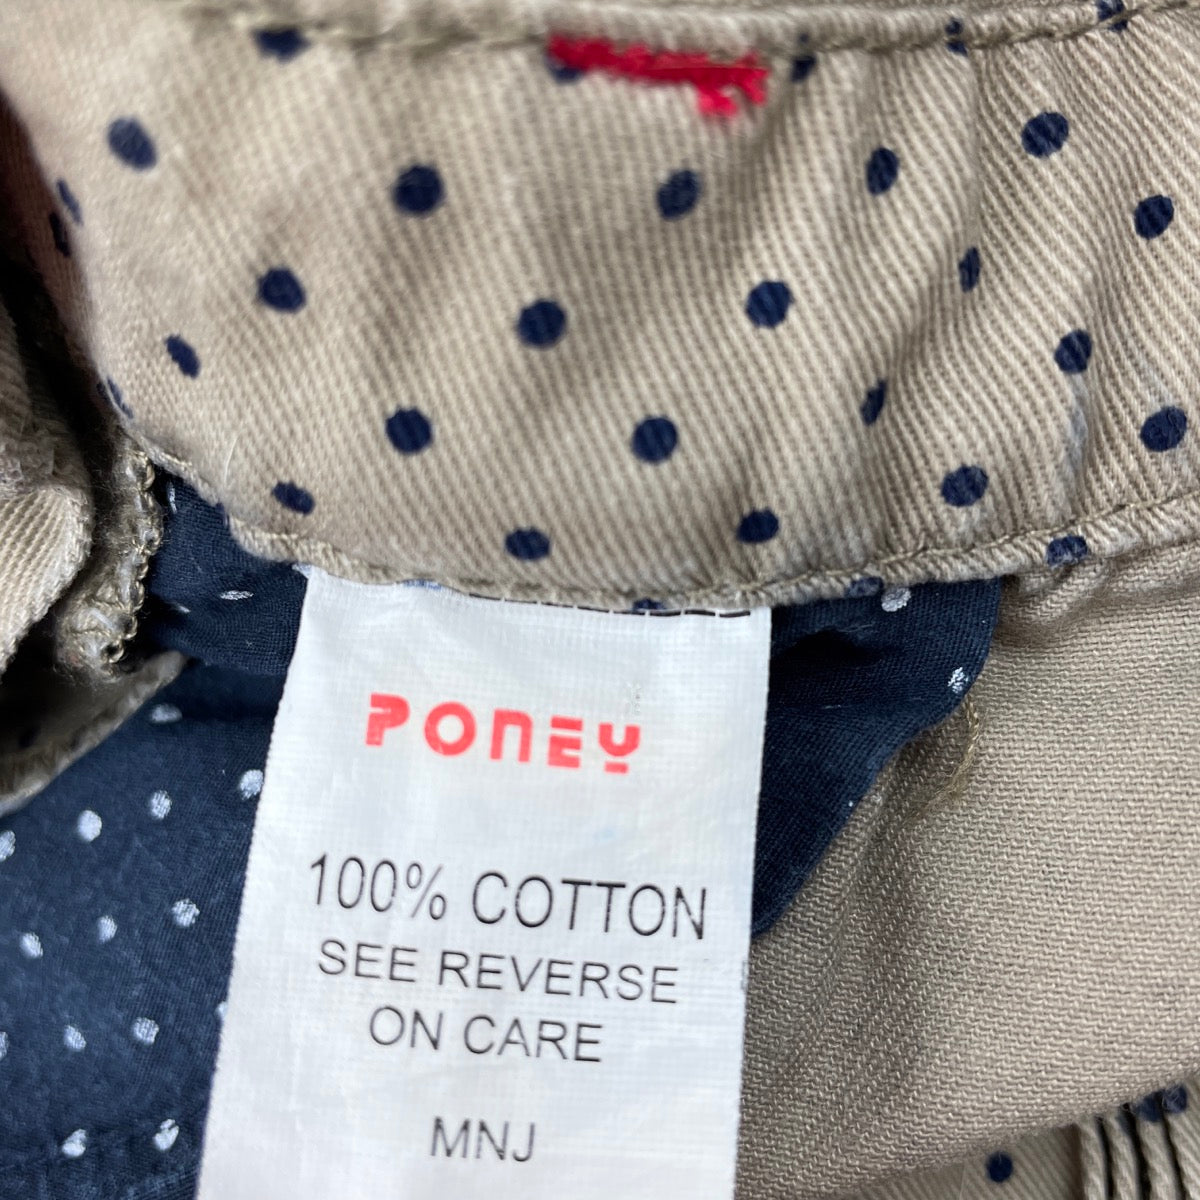 PONEY
100% COTTON
SEE REVERSE
ON CARE
MNJ